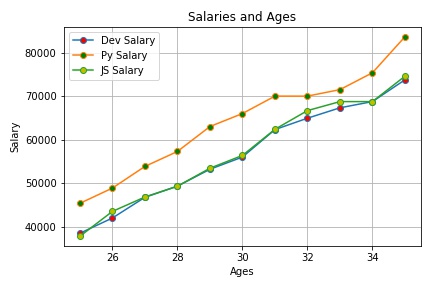 Salaries and Ages
Dev Salary
Py Salary
JS Salary
80000
70000
60000
50000
40000
Salary
26 28 30 32 34
Ages